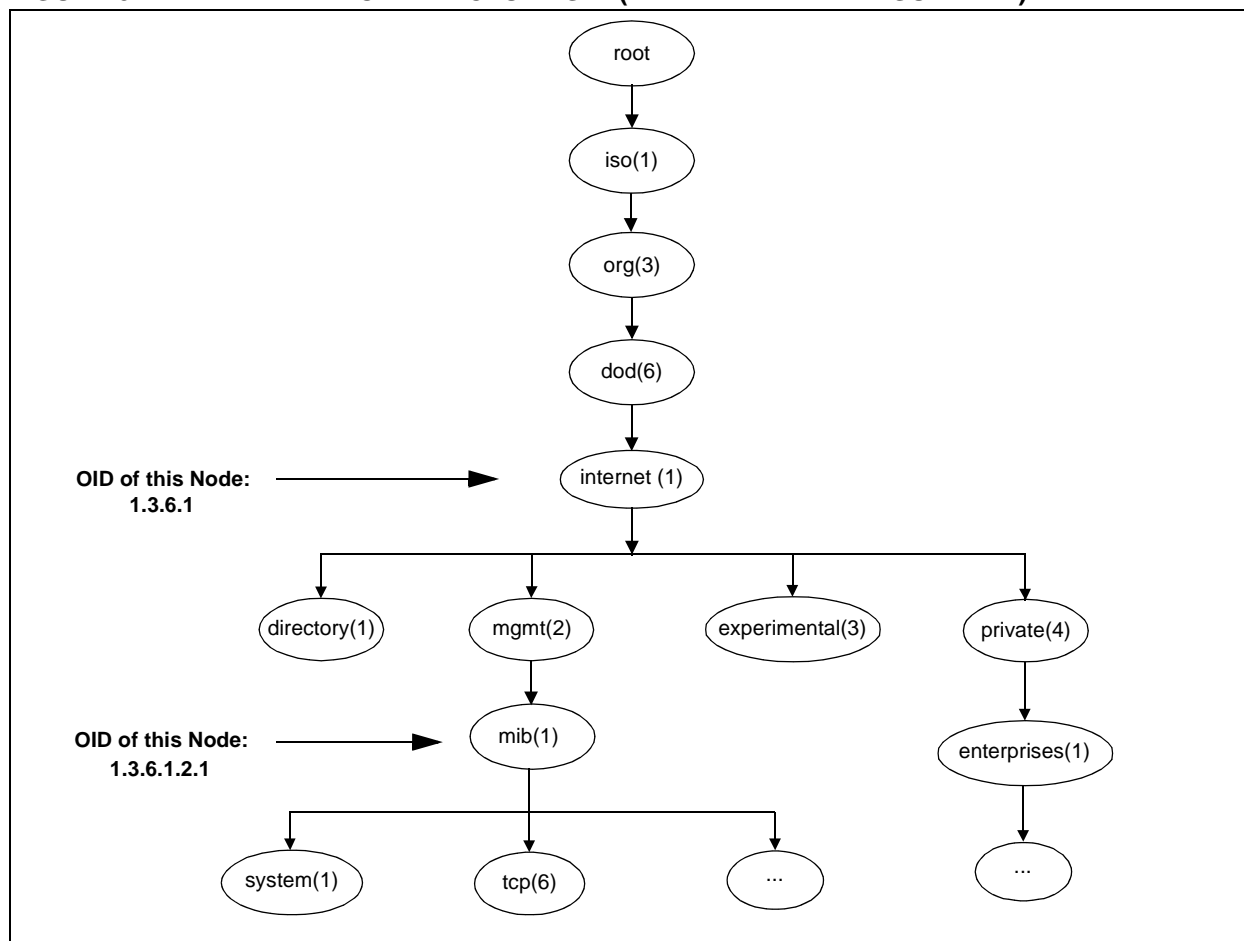 root
iso(1)
org(3)
dod(6)
OID of this Node:
1.3.6.1
internet (1)
directory(1)
mgmt(2)
experimental(3)
private(4)
OID of this Node:
1.3.6.1.2.1
mib(1)
enterprises(1)
system(1)
tcp(6)
...
...